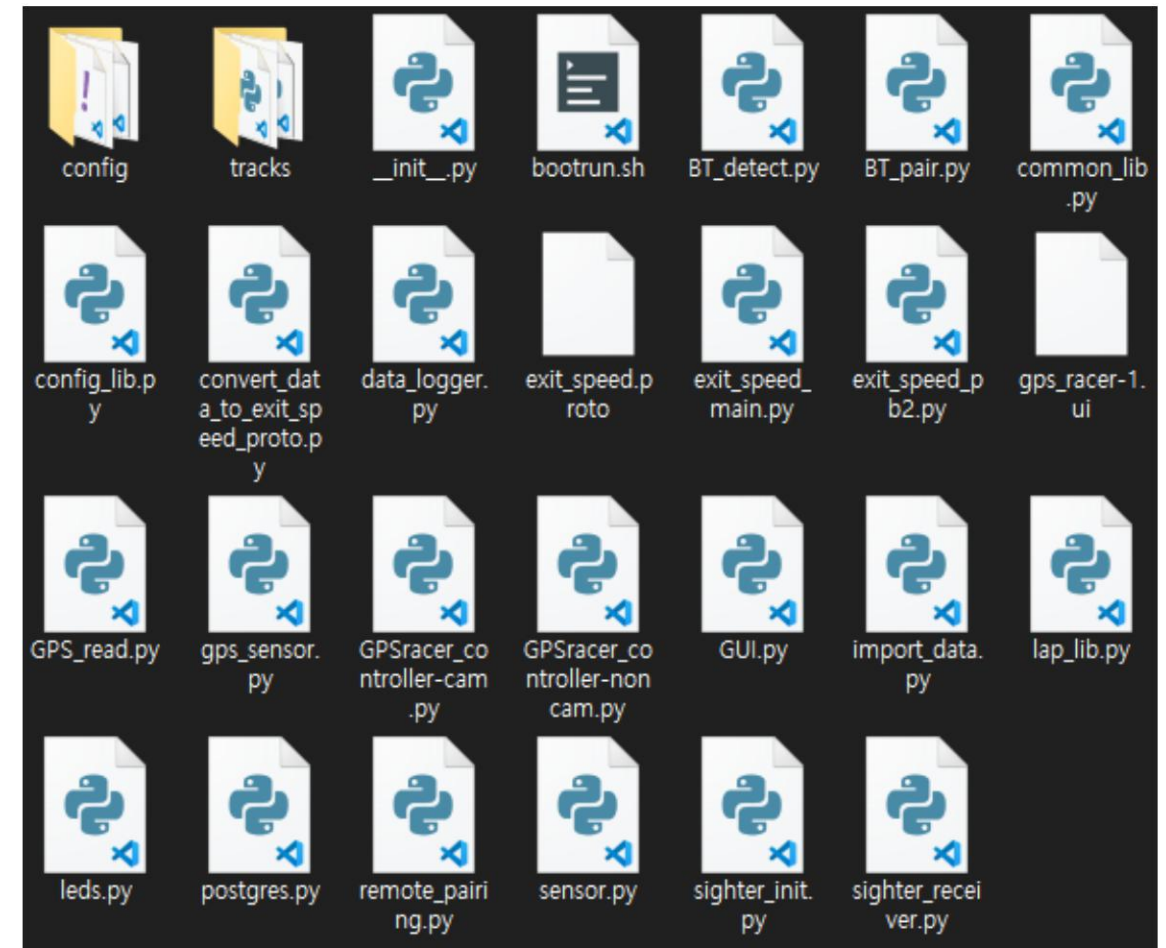 config
tracks
__init__.py
bootrun.sh
BT_detect.py
BT_pair.py
common_lib
.py
config_lib.p
y
convert_dat
a_to_exit_sp
eed_proto.p
y
data_logger.
py
exit_speed.p
roto
exit_speed_
main.py
exit_speed_p
b2.py
gps_racer-1.
ui
GPS_read.py
gps_sensor.
py
GPSracer_co
ntroller-cam
.py
GPSracer_co
ntroller-non
cam.py
GUI.py
import_data.
py
lap_lib.py
leds.py
postgres.py
remote_pairi
ng.py
sensor.py
sighter_init.
py
sighter_recei
ver.py